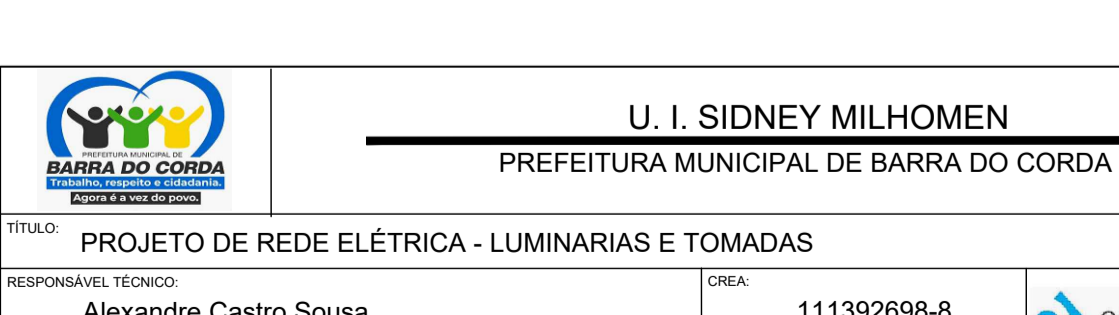 PREFEITURA MUNICIPAL DE
BARRA DO CORDA
Trabalho, respeito e cidadania.
Agora é a vez do povo.
U. I. SIDNEY MILHOMEN
PREFEITURA MUNICIPAL DE BARRA DO CORDA
TÍTULO:
PROJETO DE REDE ELÉTRICA - LUMINARIAS E TOMADAS
RESPONSÁVEL TÉCNICO:
Alexandre Castro Sousa
CREA:
111392698-8